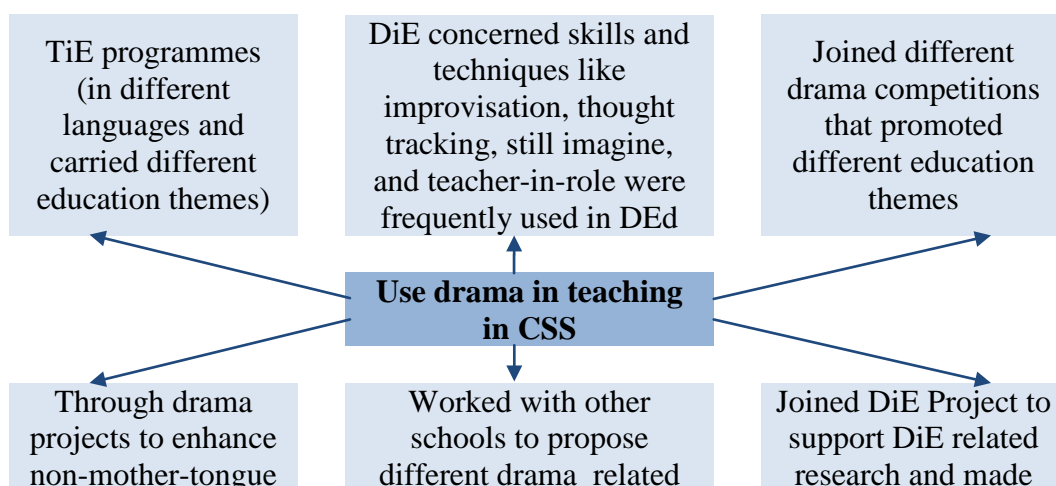 TiE programmes
(in different
languages and
carried different
education themes)
DiE concerned skills and
techniques like
improvisation, thought
tracking, still imagine,
and teacher-in-role were
frequently used in DEd
Joined different
drama competitions
that promoted
different education
themes
Use drama in teaching
in CSS
Through drama
projects to enhance
non-mother-tongue
Worked with other
schools to propose
different drama related
Joined DiE Project to
support DiE related
research and made